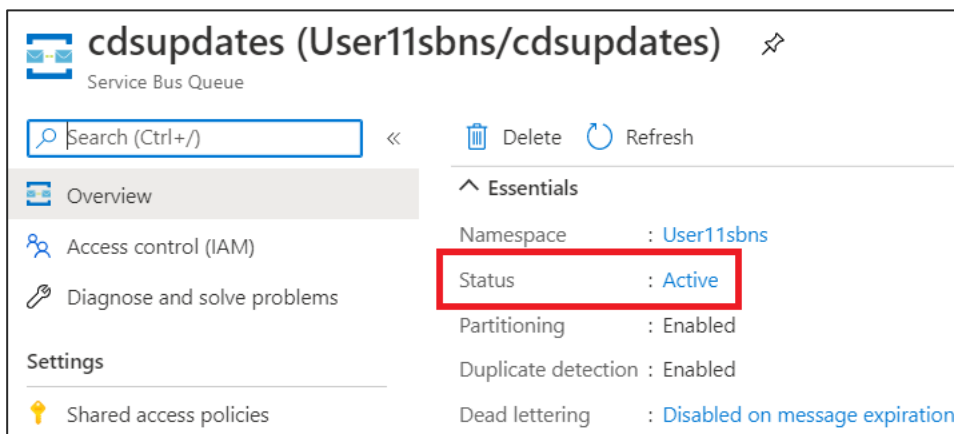 cdsupdates (User11sbns/cdsupdates)
Service Bus Queue
Search (Ctrl+/)
«
Delete
Refresh
Overview
Access control (IAM)
Diagnose and solve problems
Settings
Shared access policies
Essentials
Namespace : User11sbns
Status : Active
Partitioning : Enabled
Duplicate detection : Enabled
Dead lettering : Disabled on message expiration